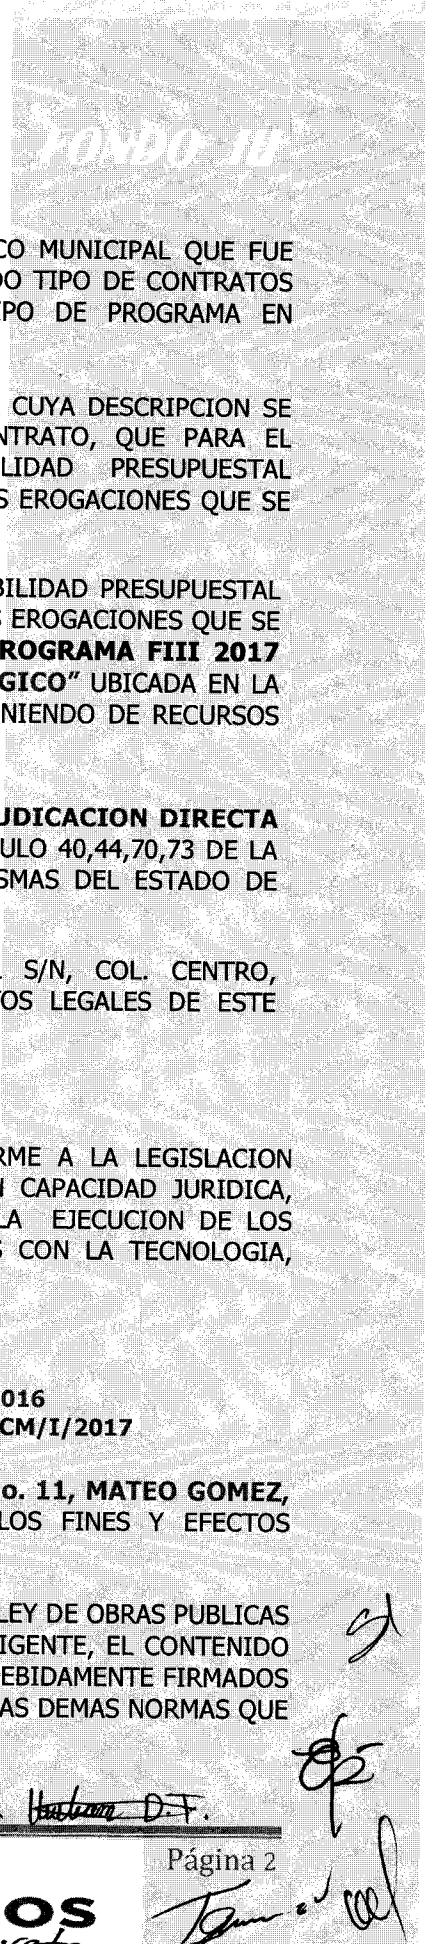 FONDO III
CO MUNICIPAL QUE FUE
DO TIPO DE CONTRATOS
PO DE PROGRAMA EN
CUYA DESCRIPCION SE
NTRATO, QUE PARA EL
LIDAD PRESUPUESTAL
S EROGACIONES QUE SE
BILIDAD PRESUPUESTAL
S EROGACIONES QUE SE
PROGRAMA FIII 2017
GICO" UBICADA EN LA
NIENDO DE RECURSOS
UDICACION DIRECTA
ULO 40,44,70,73 DE LA
SMAS DEL ESTADO DE
S/N, COL. CENTRO,
TOS LEGALES DE ESTE
RME A LA LEGISLACION
CAPACIDAD JURIDICA,
LA EJECUCION DE LOS
S CON LA TECNOLOGIA,
016
CM/I/2017
o. 11, MATEO GOMEZ,
LOS FINES Y EFECTOS
LEY DE OBRAS PUBLICAS
IGENTE, EL CONTENIDO
EBIDAMENTE FIRMADOS
AS DEMAS NORMAS QUE
D.F.
Página 2
OS